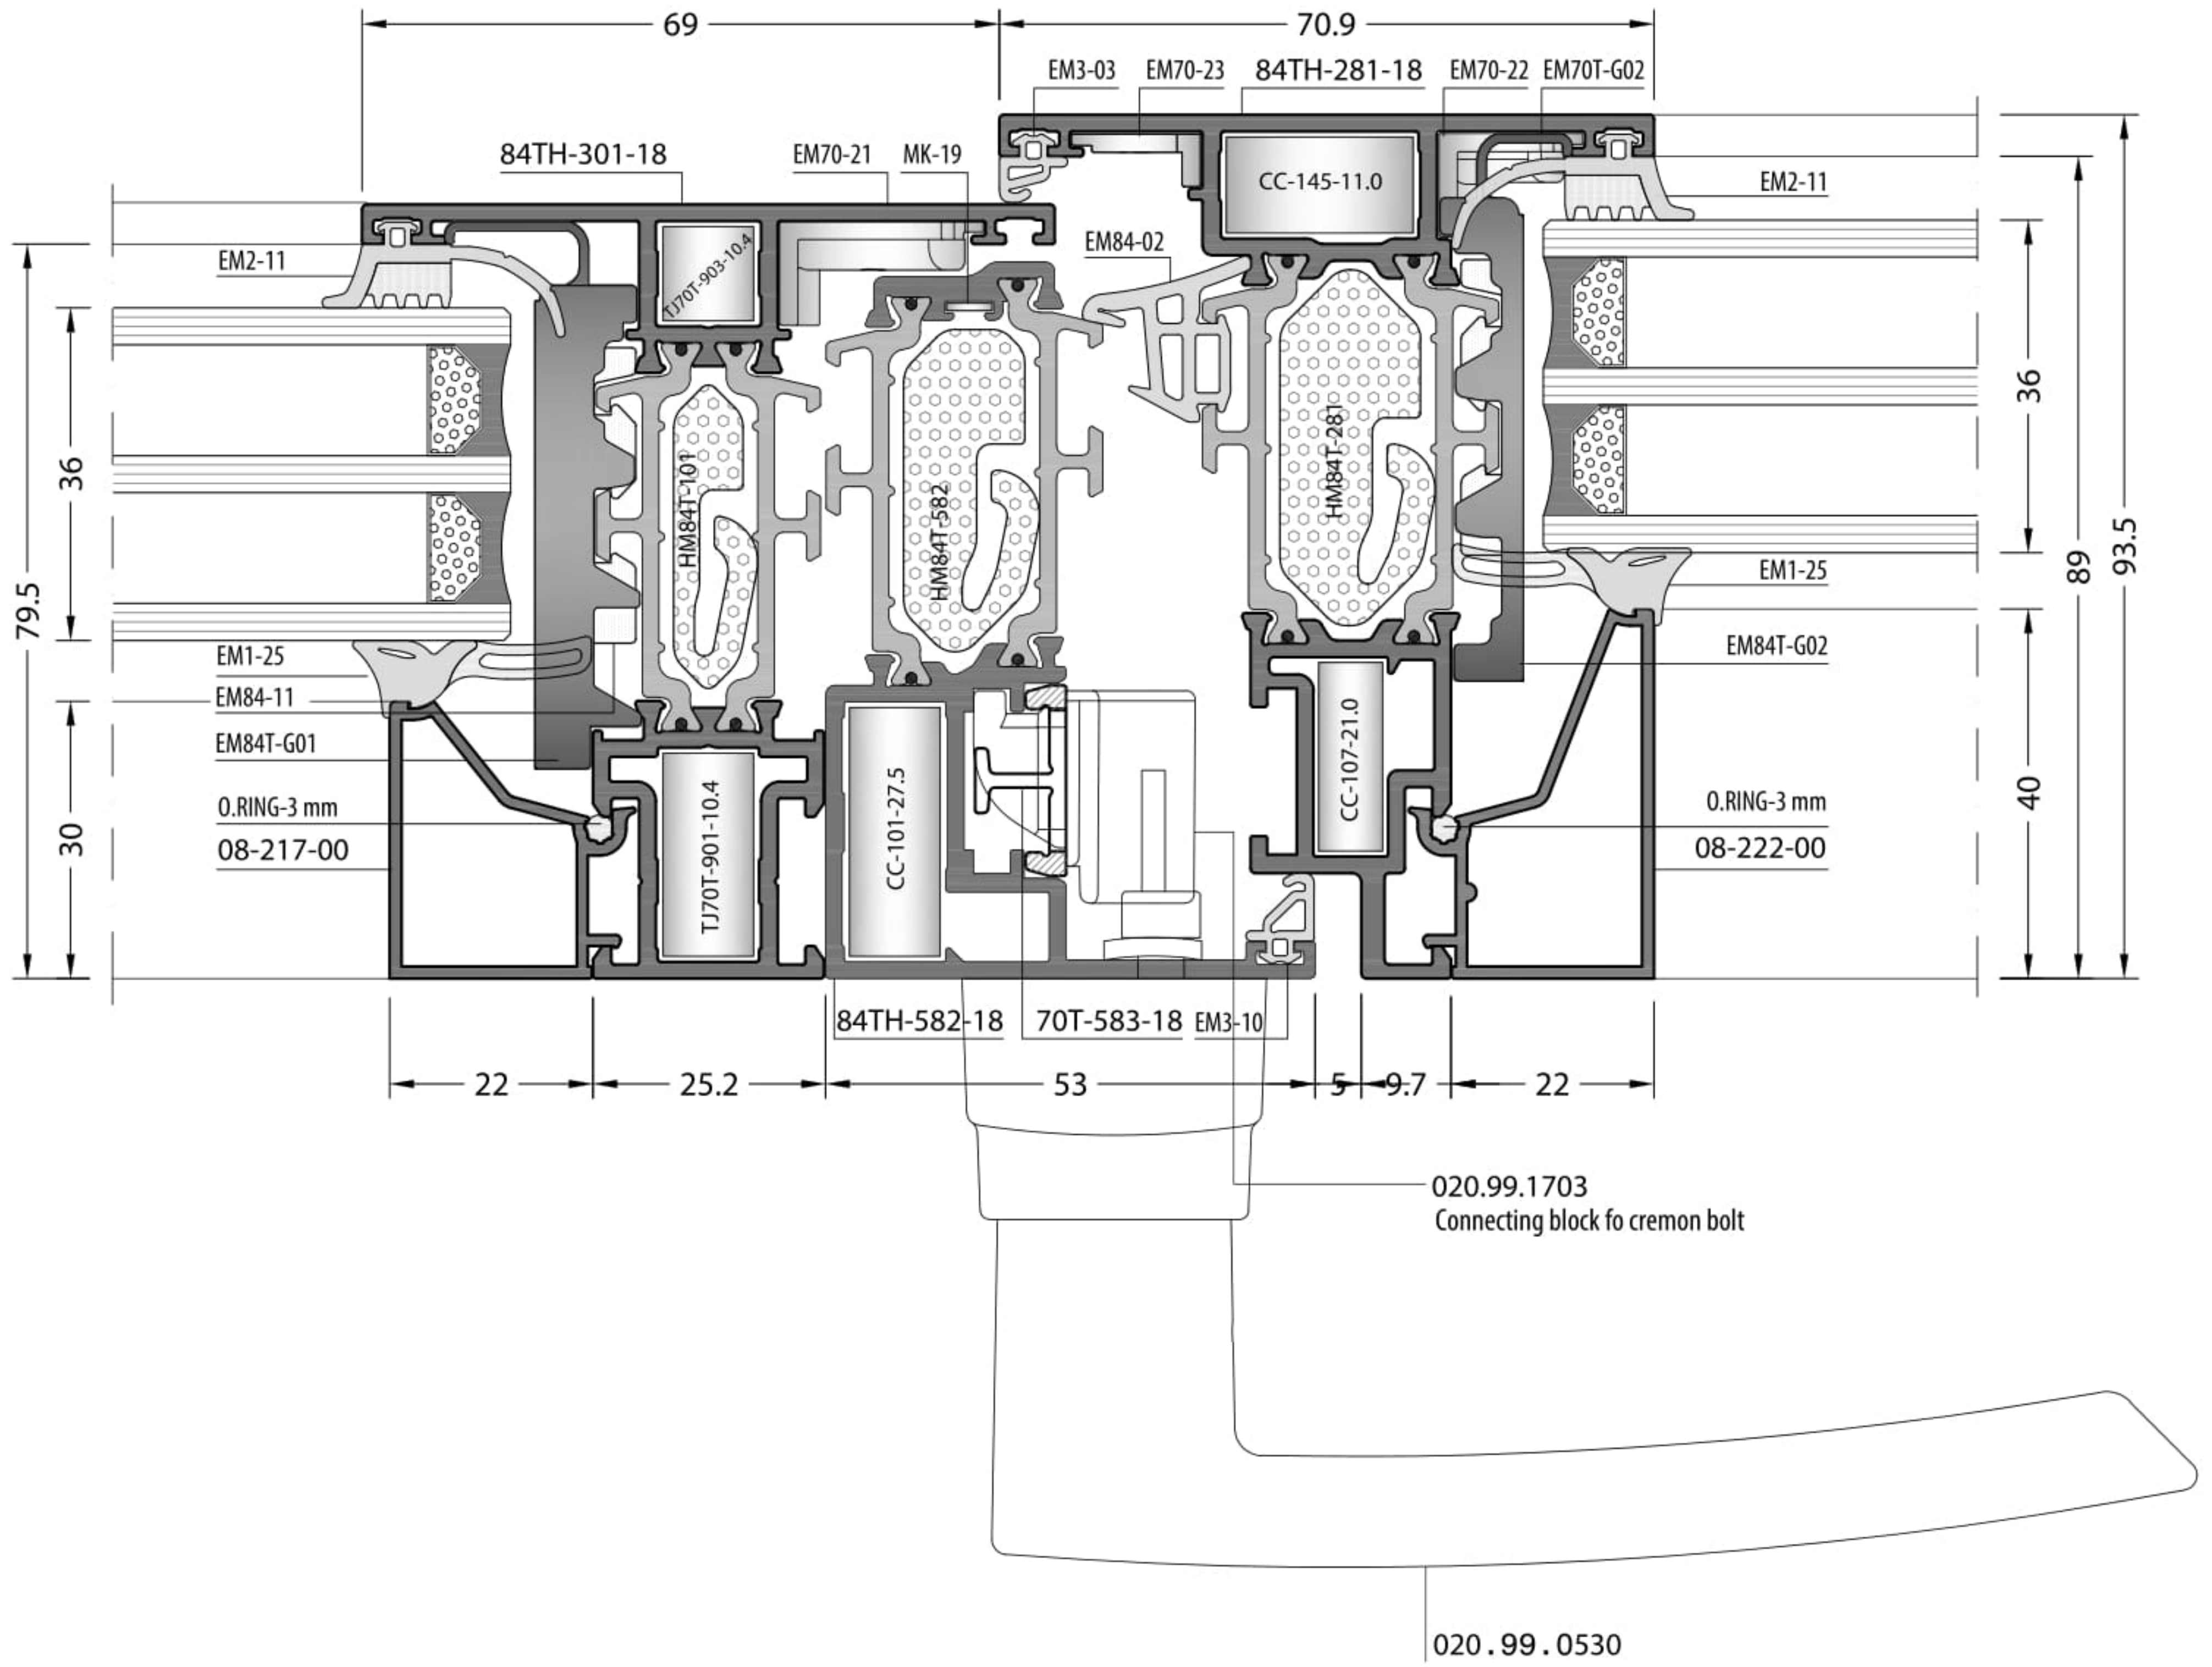 69
70.9
EM3-03
EM70-23
84TH-281-18
EM70-22
EM70T-G02
84TH-301-18
EM70-21
MK-19
CC-145-11.0
EM2-11
TJ70T-903-10.4
EM84-02
EM2-11
36
36
HM84T-281
HM84T-101
HM84T-582
79.5
89
93.5
EM1-25
EM1-25
EM84T-G02
EM84-11
EM84T-G01
CC-107-21.0
O.RING-3 mm
O.RING-3 mm
08-217-00
08-222-00
30
40
TJ70T-901-10.4
CC-101-27.5
84TH-582-18
70T-583-18
EM3-10
22
25.2
53
5
9.7
22
020.99.1703
Connecting block fo cremon bolt
020.99.0530